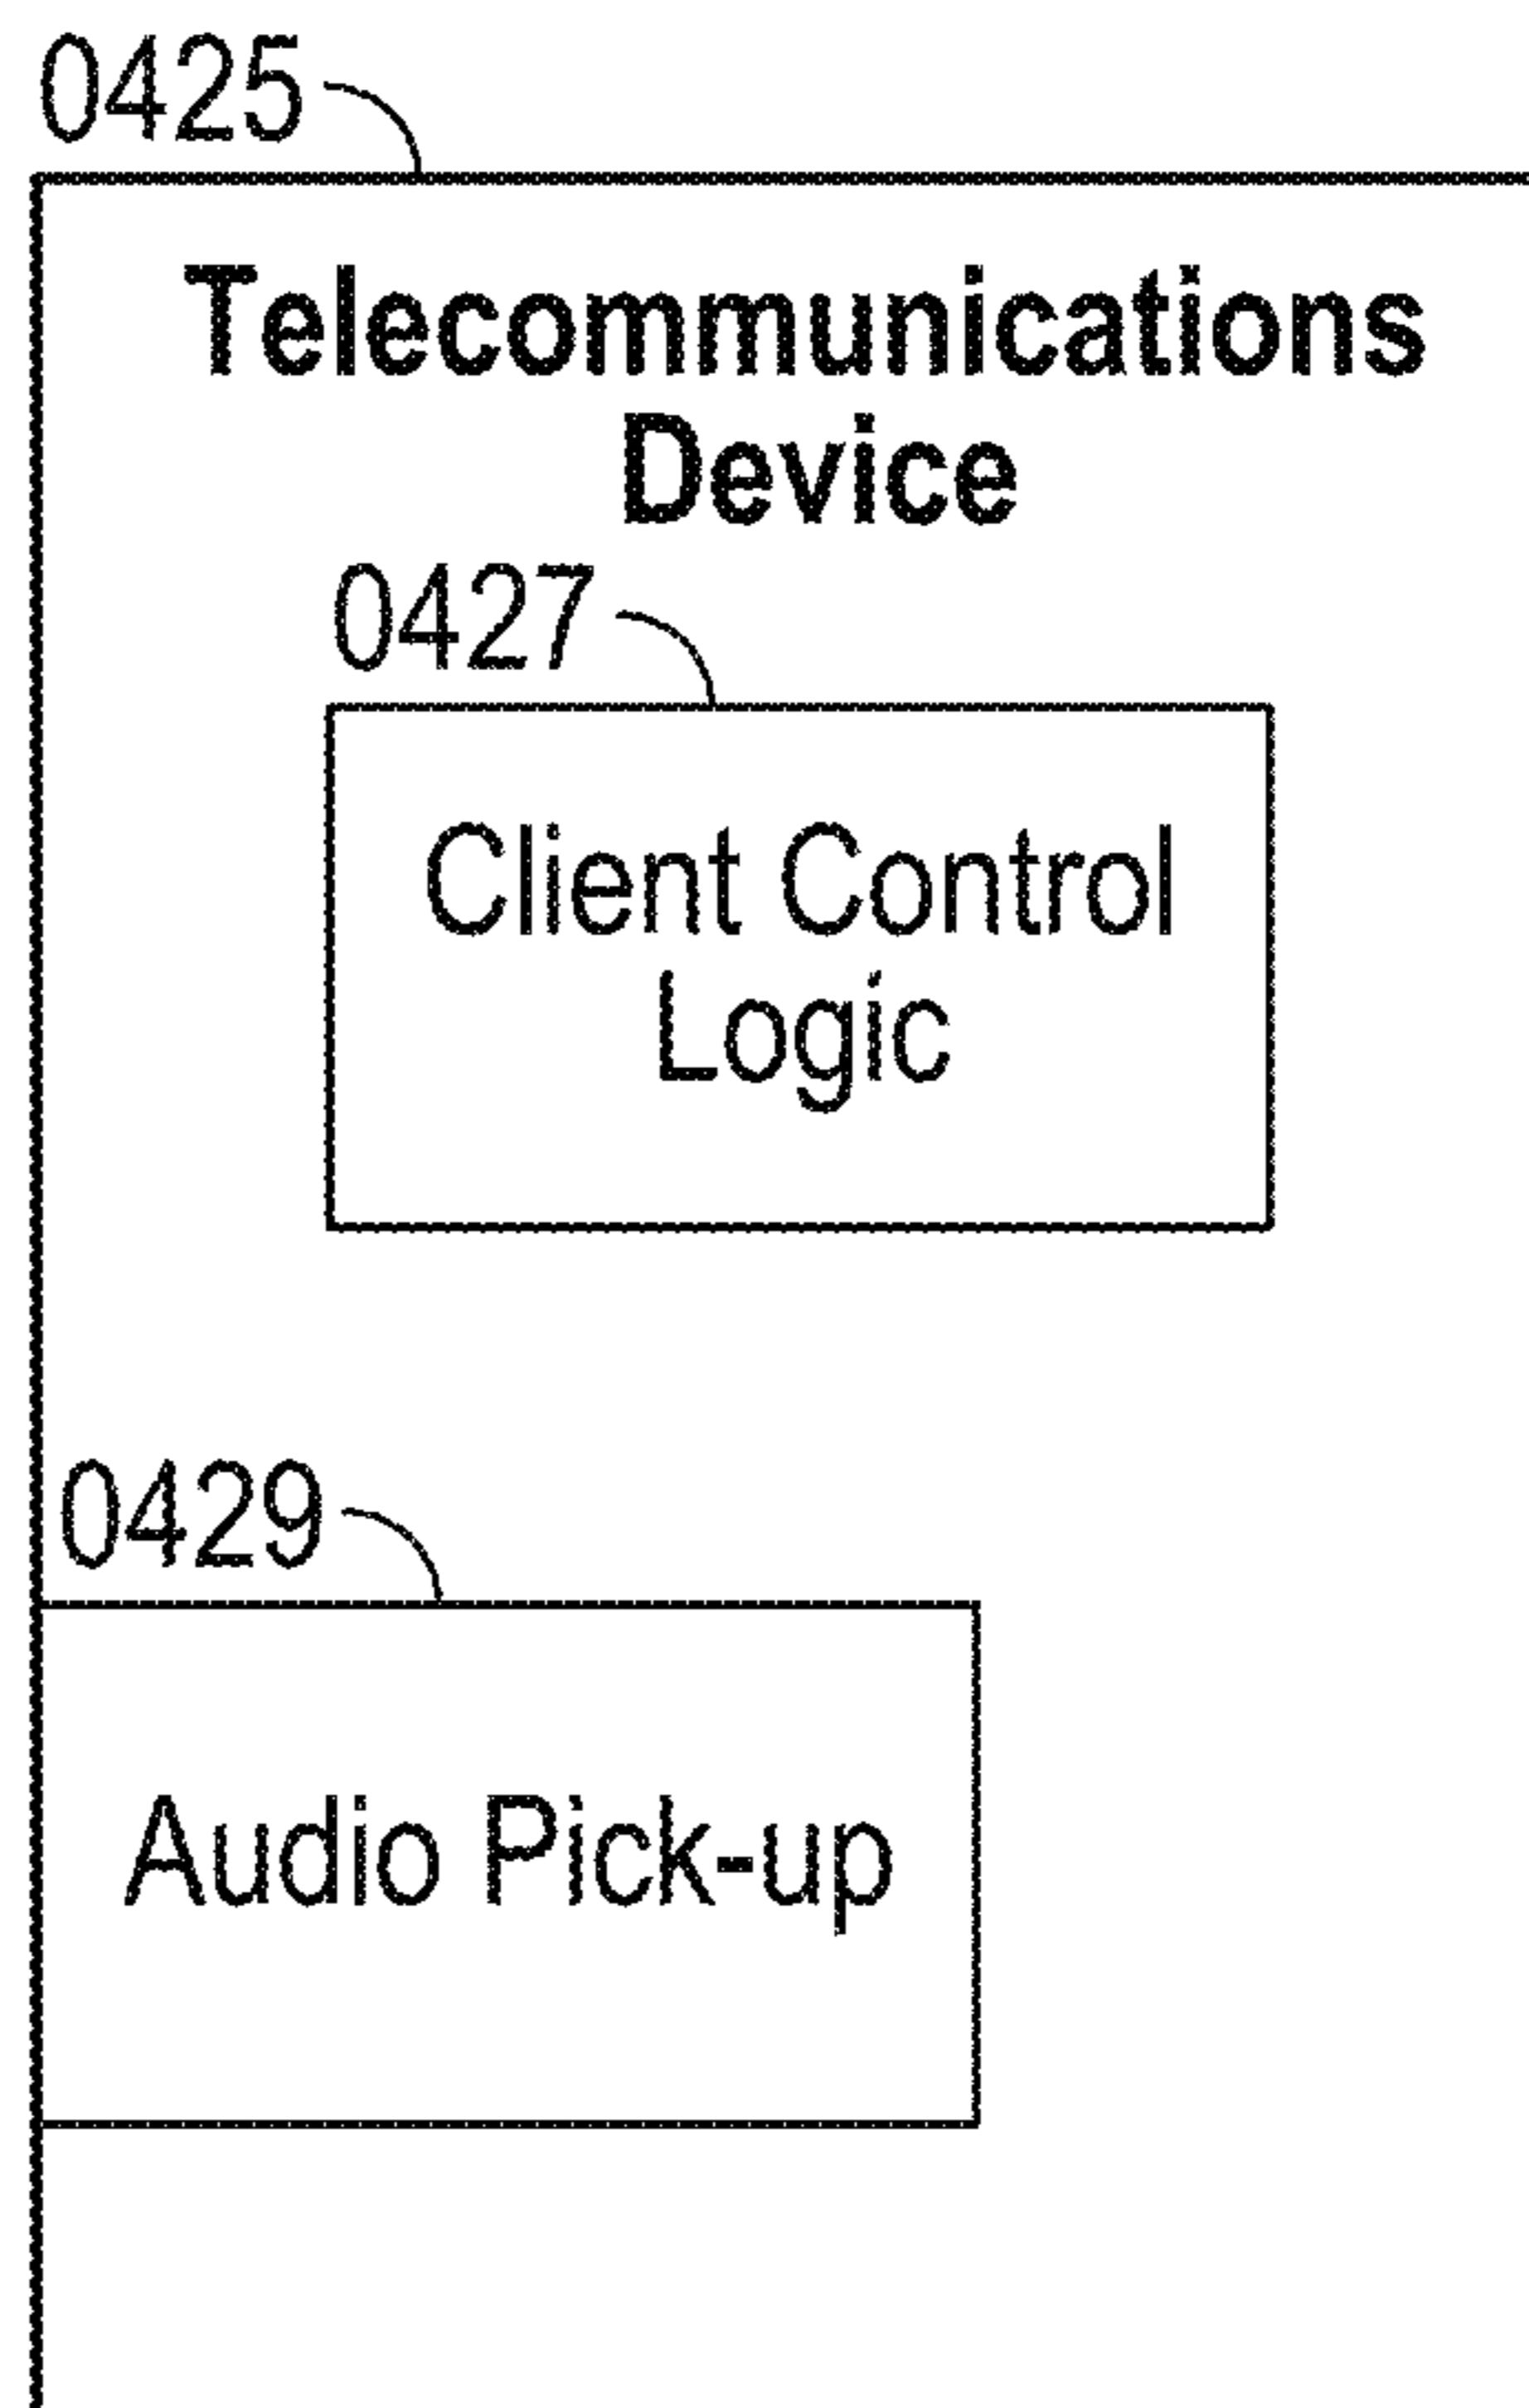 0425
Telecommunications
Device
0427
Client Control
Logic
0429
Audio Pick-up